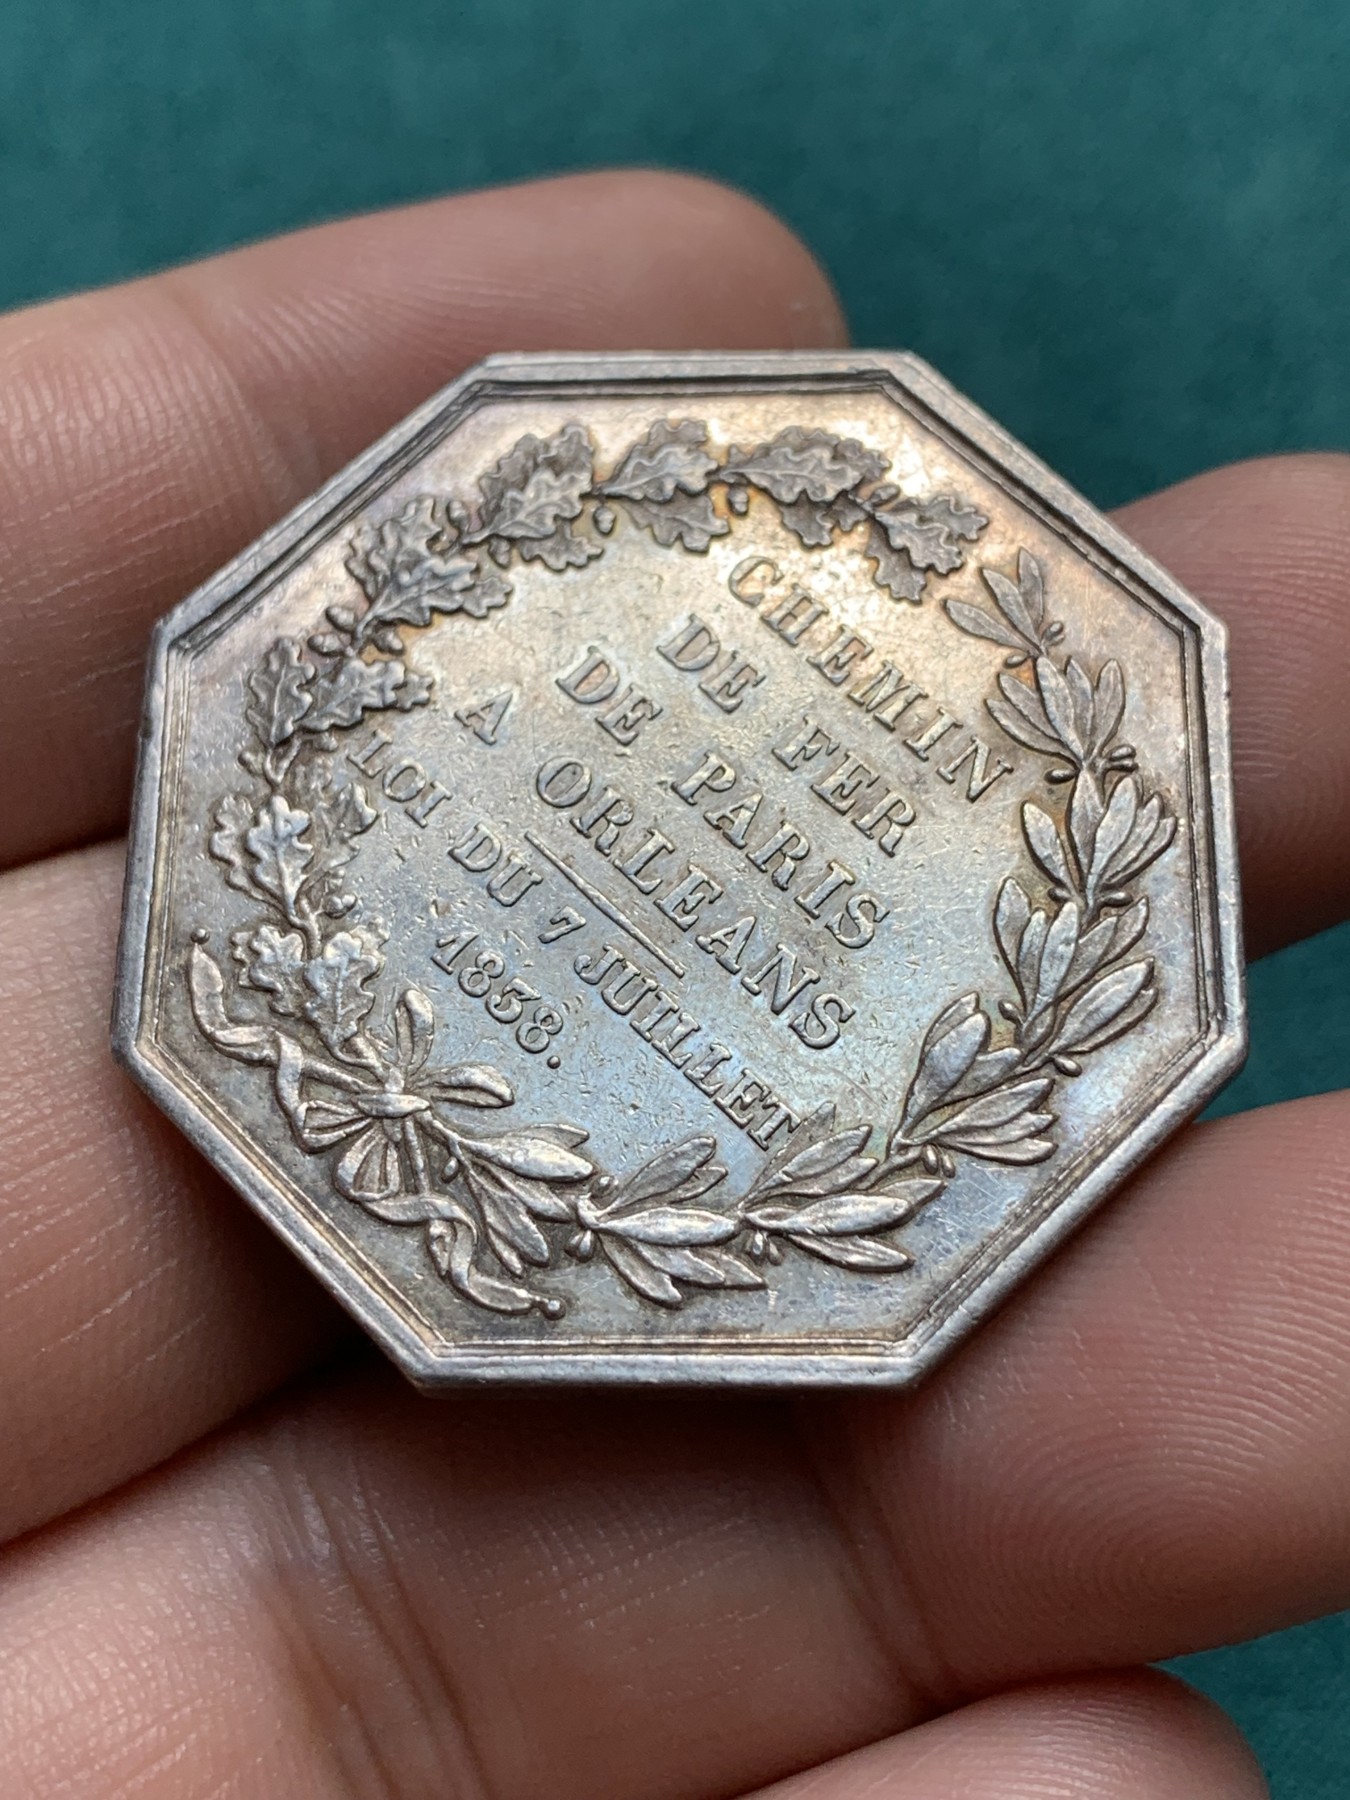 CHEMIN
DE FER
DE PARIS
A ORLEANS
LOI DU 7 JUILLET
1838.